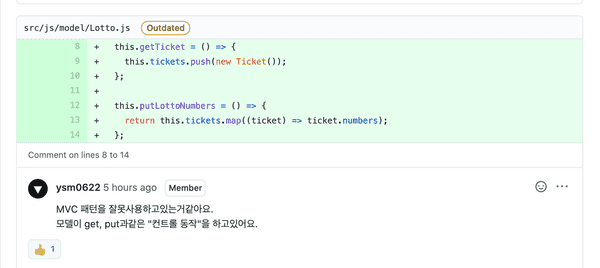 src/js/model/Lotto.js Outdated
8 + this.getTicket = () => {
9 + this.tickets.push(new Ticket());
10 + };
11 +
12 + this.putLottoNumbers = () => {
13 + return this.tickets.map((ticket) => ticket.numbers);
14 + };
Comment on lines 8 to 14
ysm0622 5 hours ago Member
MVC 패턴을 잘못사용하고있는거같아요.
모델이 get, put과같은 "컨트롤 동작"을 하고있어요.
👍 1